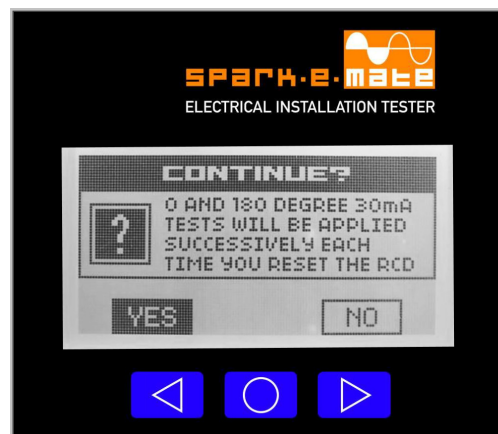 spark·e·mate
ELECTRICAL INSTALLATION TESTER
CONTINUE?
?
0 AND 180 DEGREE 30mA
TESTS WILL BE APPLIED
SUCCESSIVELY EACH
TIME YOU RESET THE RCD
YES
NO